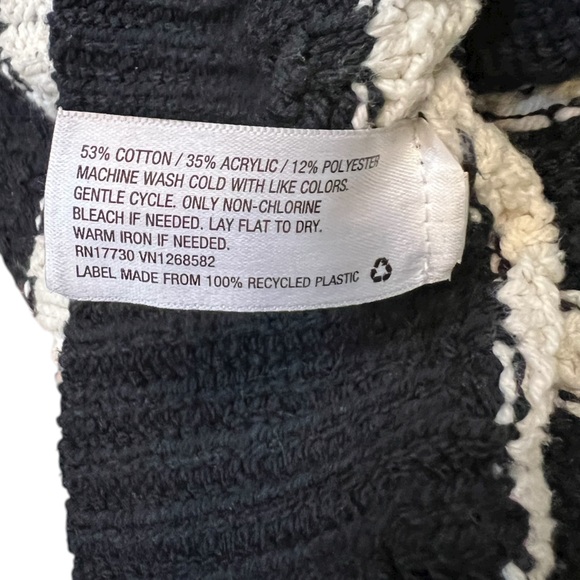 53% COTTON / 35% ACRYLIC / 12% POLYESTER
MACHINE WASH COLD WITH LIKE COLORS.
GENTLE CYCLE. ONLY NON-CHLORINE
BLEACH IF NEEDED. LAY FLAT TO DRY.
WARM IRON IF NEEDED.
RN17730 VN1268582
LABEL MADE FROM 100% RECYCLED PLASTIC